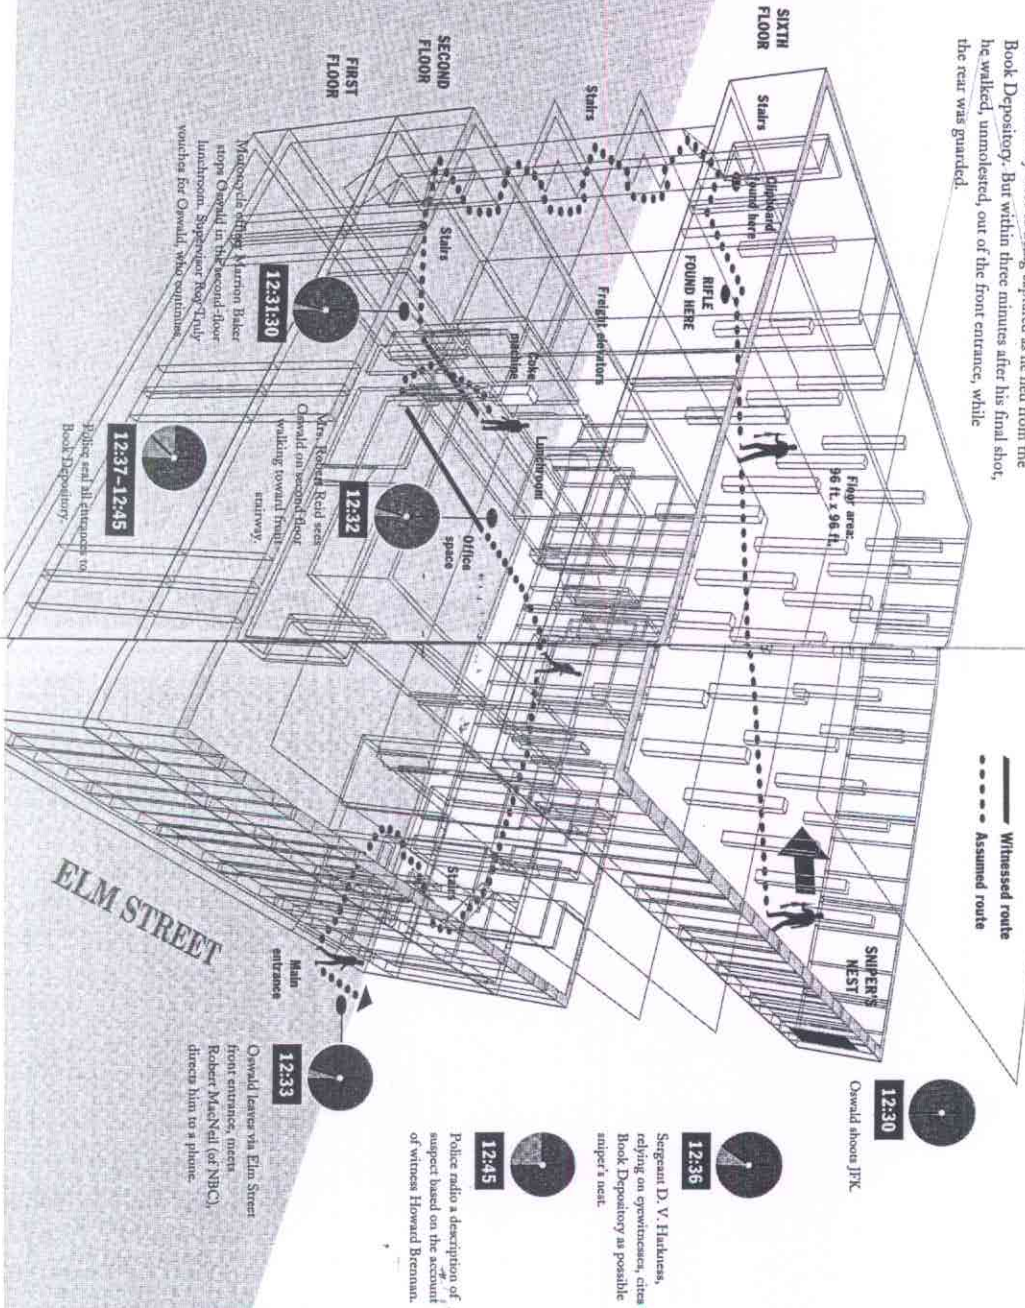 Book Depository. But within three minutes after his final shot,
he walked, unmolested, out of the front entrance, while
the rear was guarded.
Witnessed route
Assumed route
SIXTH
FLOOR
Stairs
Clipboard
found here
RIFLE
FOUND HERE
Floor area:
96 ft. x 96 ft.
SNIPER'S
NEST
12:30
Oswald shoots JFK.
Stairs
Freight elevators
SECOND
FLOOR
Stairs
Coke
machine
Lunchroom
Office
space
Stairs
FIRST
FLOOR
12:31:30
Motorcycle officer Marrion Baker
stops Oswald in the second-floor
lunchroom. Supervisor Roy Truly
vouches for Oswald, who continues.
12:32
Mrs. Robert Reid sees
Oswald on second floor
walking toward front
stairway.
Main
entrance
12:33
Oswald leaves via Elm Street
front entrance, meets
Robert MacNeil (of NBC),
directs him to a phone.
12:36
Sergeant D. V. Harkness,
relying on eyewitnesses, cites
Book Depository as possible
sniper's nest.
12:37–12:45
Police seal all entrances to
Book Depository.
12:45
Police radio a description of
suspect based on the account
of witness Howard Brennan.
ELM STREET